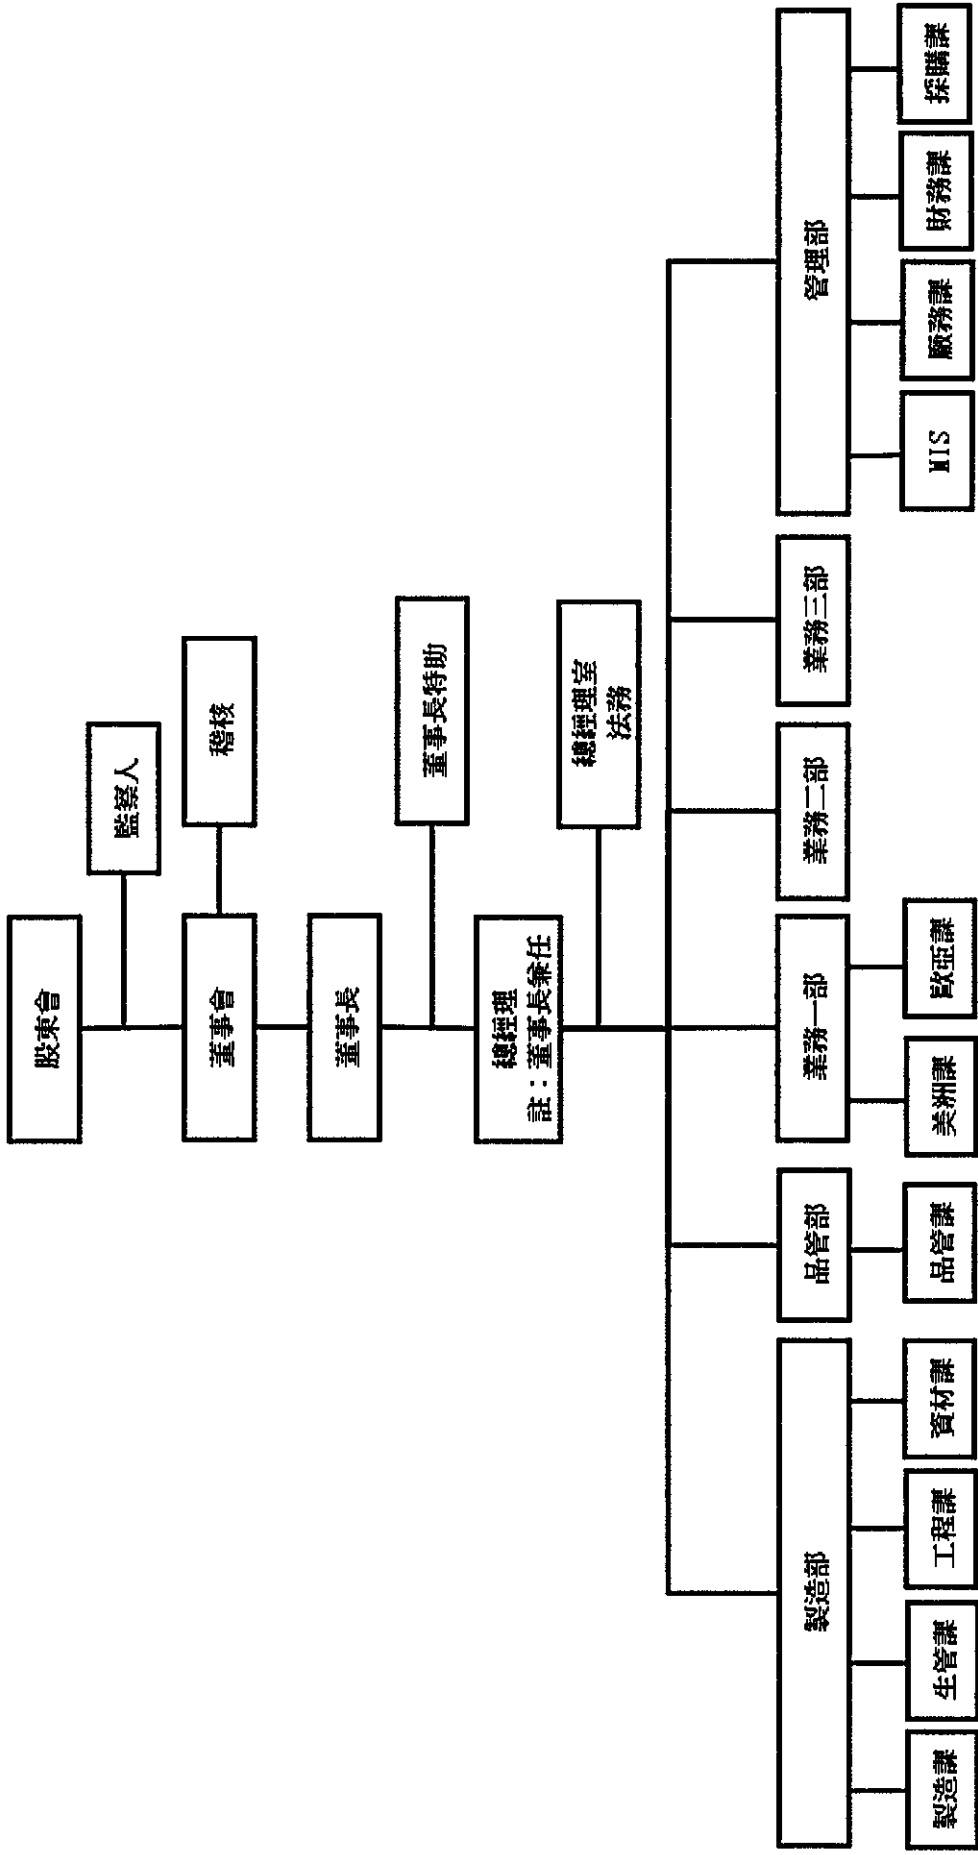 股東會
監察人
董事會
稽核
董事長
董事長特助
總經理
註：董事長兼任
總經理室
法務
製造部
品管部
業務一部
業務二部
業務三部
管理部
製造課
生管課
工程課
資材課
品管課
美洲課
歐亞課
MIS
廠務課
財務課
採購課